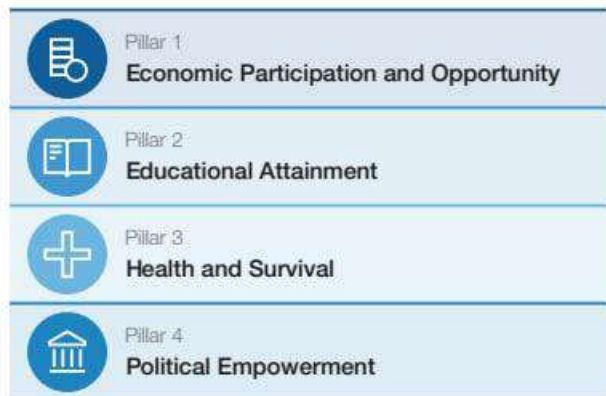 Pillar 1
Economic Participation and Opportunity
Pillar 2
Educational Attainment
Pillar 3
Health and Survival
Pillar 4
Political Empowerment